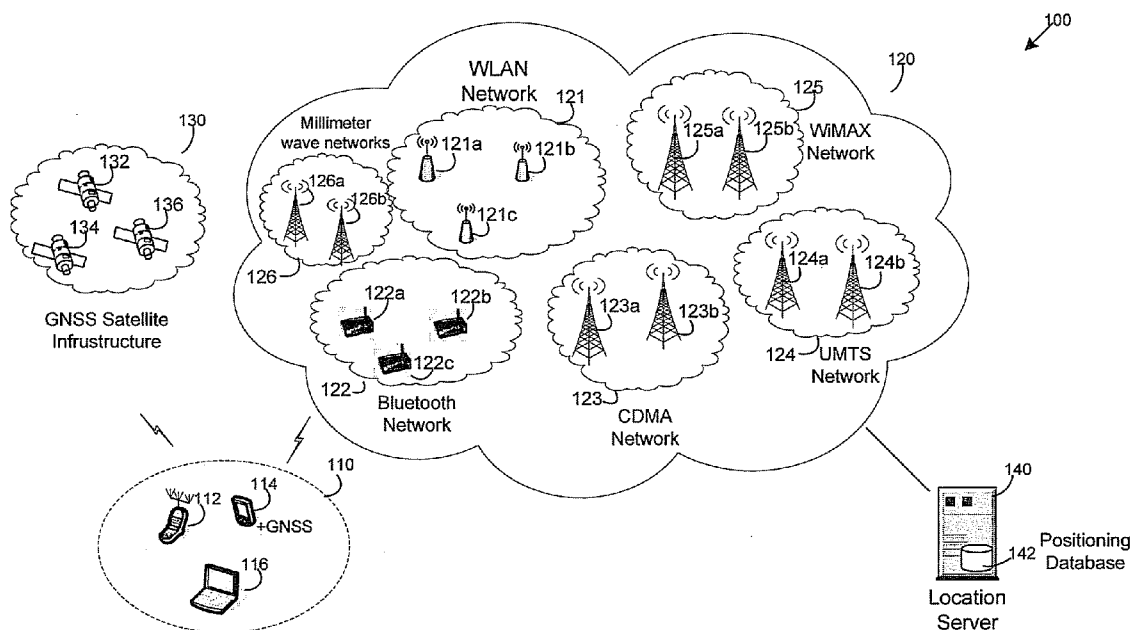 100
120
WLAN
Network
121
121a
121b
121c
125
125a
125b
WiMAX
Network
Millimeter
wave networks
126a
126b
126
130
132
136
134
GNSS Satellite
Infrustructure
122a
122b
122c
122
Bluetooth
Network
123a
123b
123
CDMA
Network
124a
124b
124
UMTS
Network
110
112
114
+GNSS
116
140
142
Positioning
Database
Location
Server